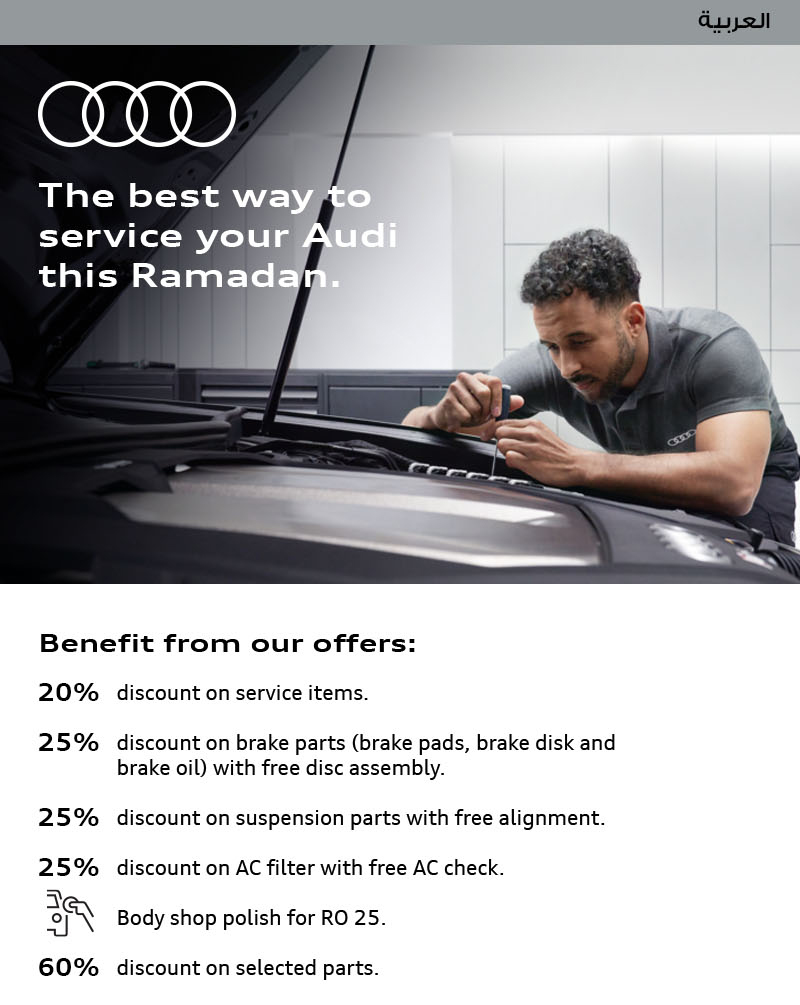 العربية
The best way to
service your Audi
this Ramadan.
Benefit from our offers:
20% discount on service items.
25% discount on brake parts (brake pads, brake disk and
brake oil) with free disc assembly.
25% discount on suspension parts with free alignment.
25% discount on AC filter with free AC check.
Body shop polish for RO 25.
60% discount on selected parts.